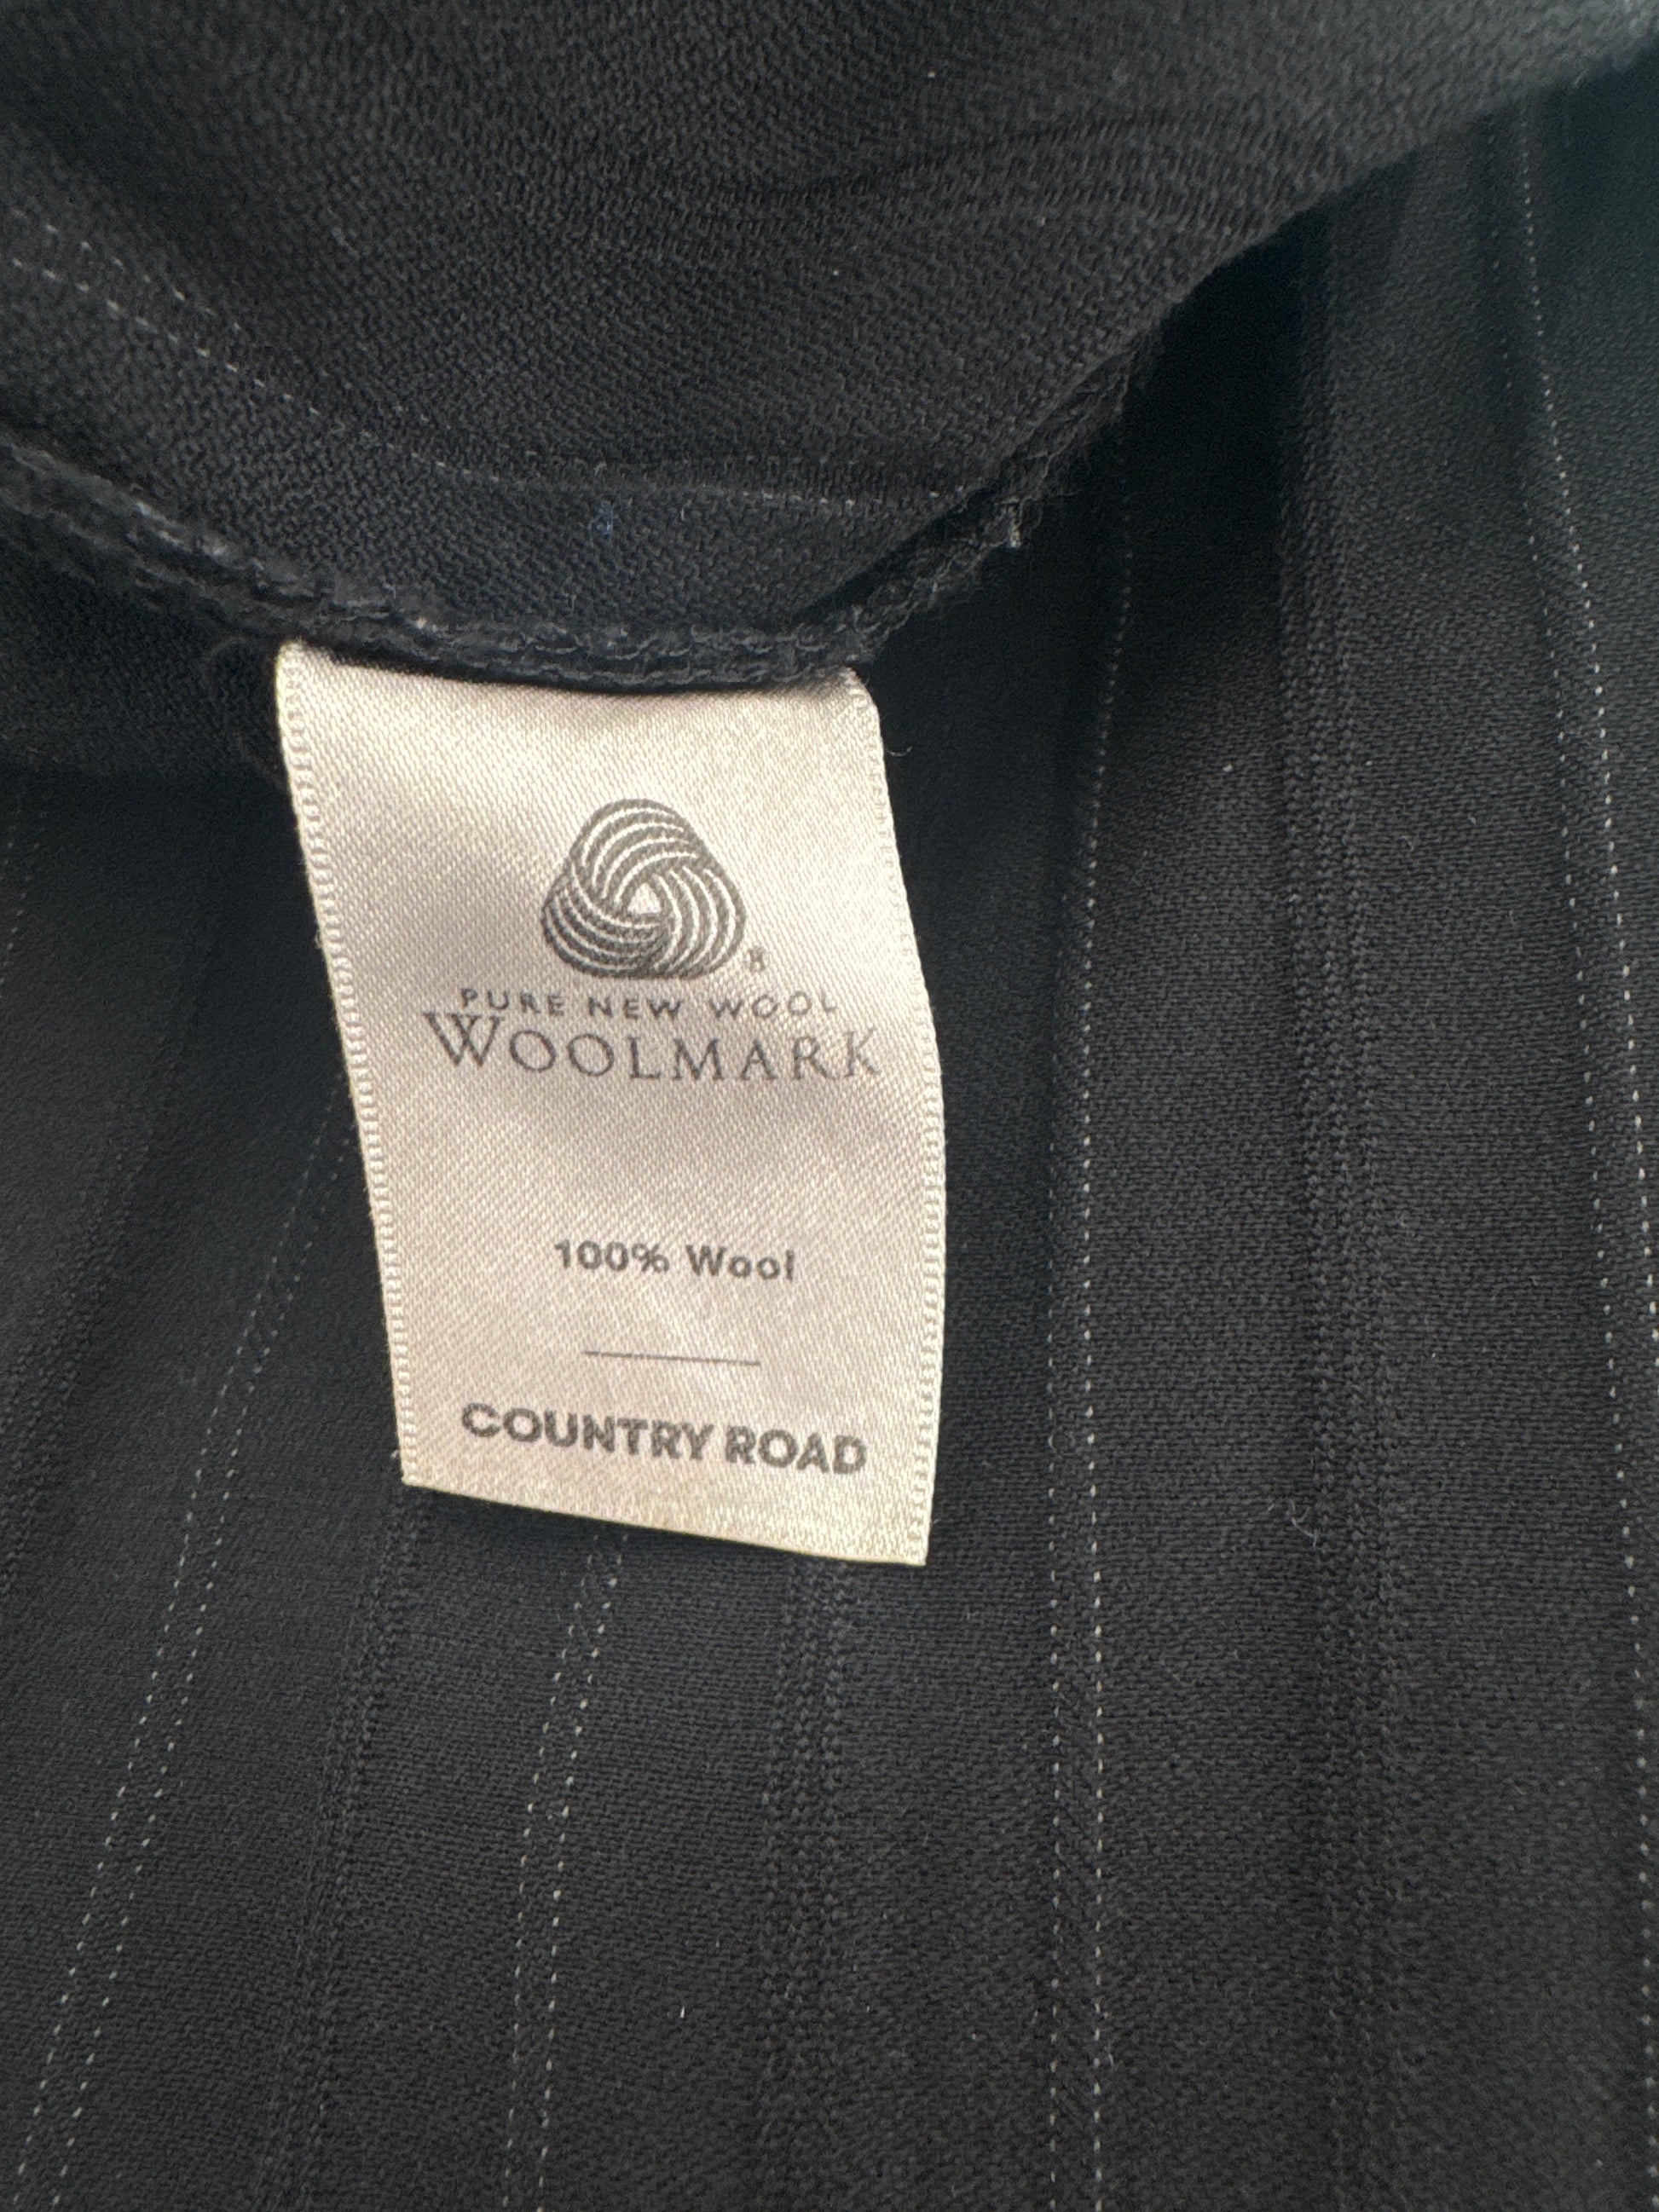 ®
PURE NEW WOOL
WOOLMARK
100% Wool
COUNTRY ROAD